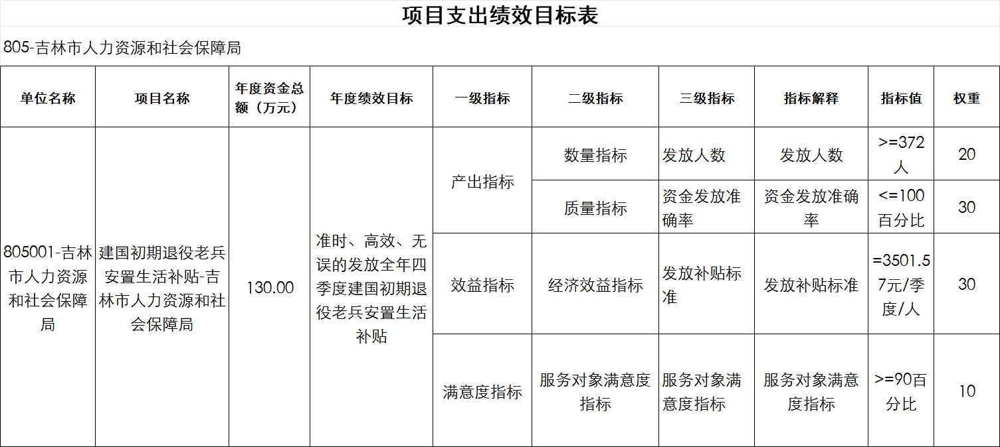 项目支出绩效目标表
805-吉林市人力资源和社会保障局
单位名称
项目名称
年度资金总
额（万元）
年度绩效目标
一级指标
二级指标
三级指标
指标解释
指标值
权重
805001-吉林
市人力资源
和社会保障
局
建国初期退役老兵
安置生活补贴-吉
林市人力资源和社
会保障局
130.00
准时、高效、无
误的发放全年四
季度建国初期退
役老兵安置生活
补贴
产出指标
数量指标
发放人数
发放人数
>=372
人
20
质量指标
资金发放准
确率
资金发放准确
率
<=100
百分比
30
效益指标
经济效益指标
发放补贴标
准
发放补贴标准
=3501.5
7元/季
度/人
30
满意度指标
服务对象满意度
指标
服务对象满
意度指标
服务对象满意
度指标
>=90百
分比
10